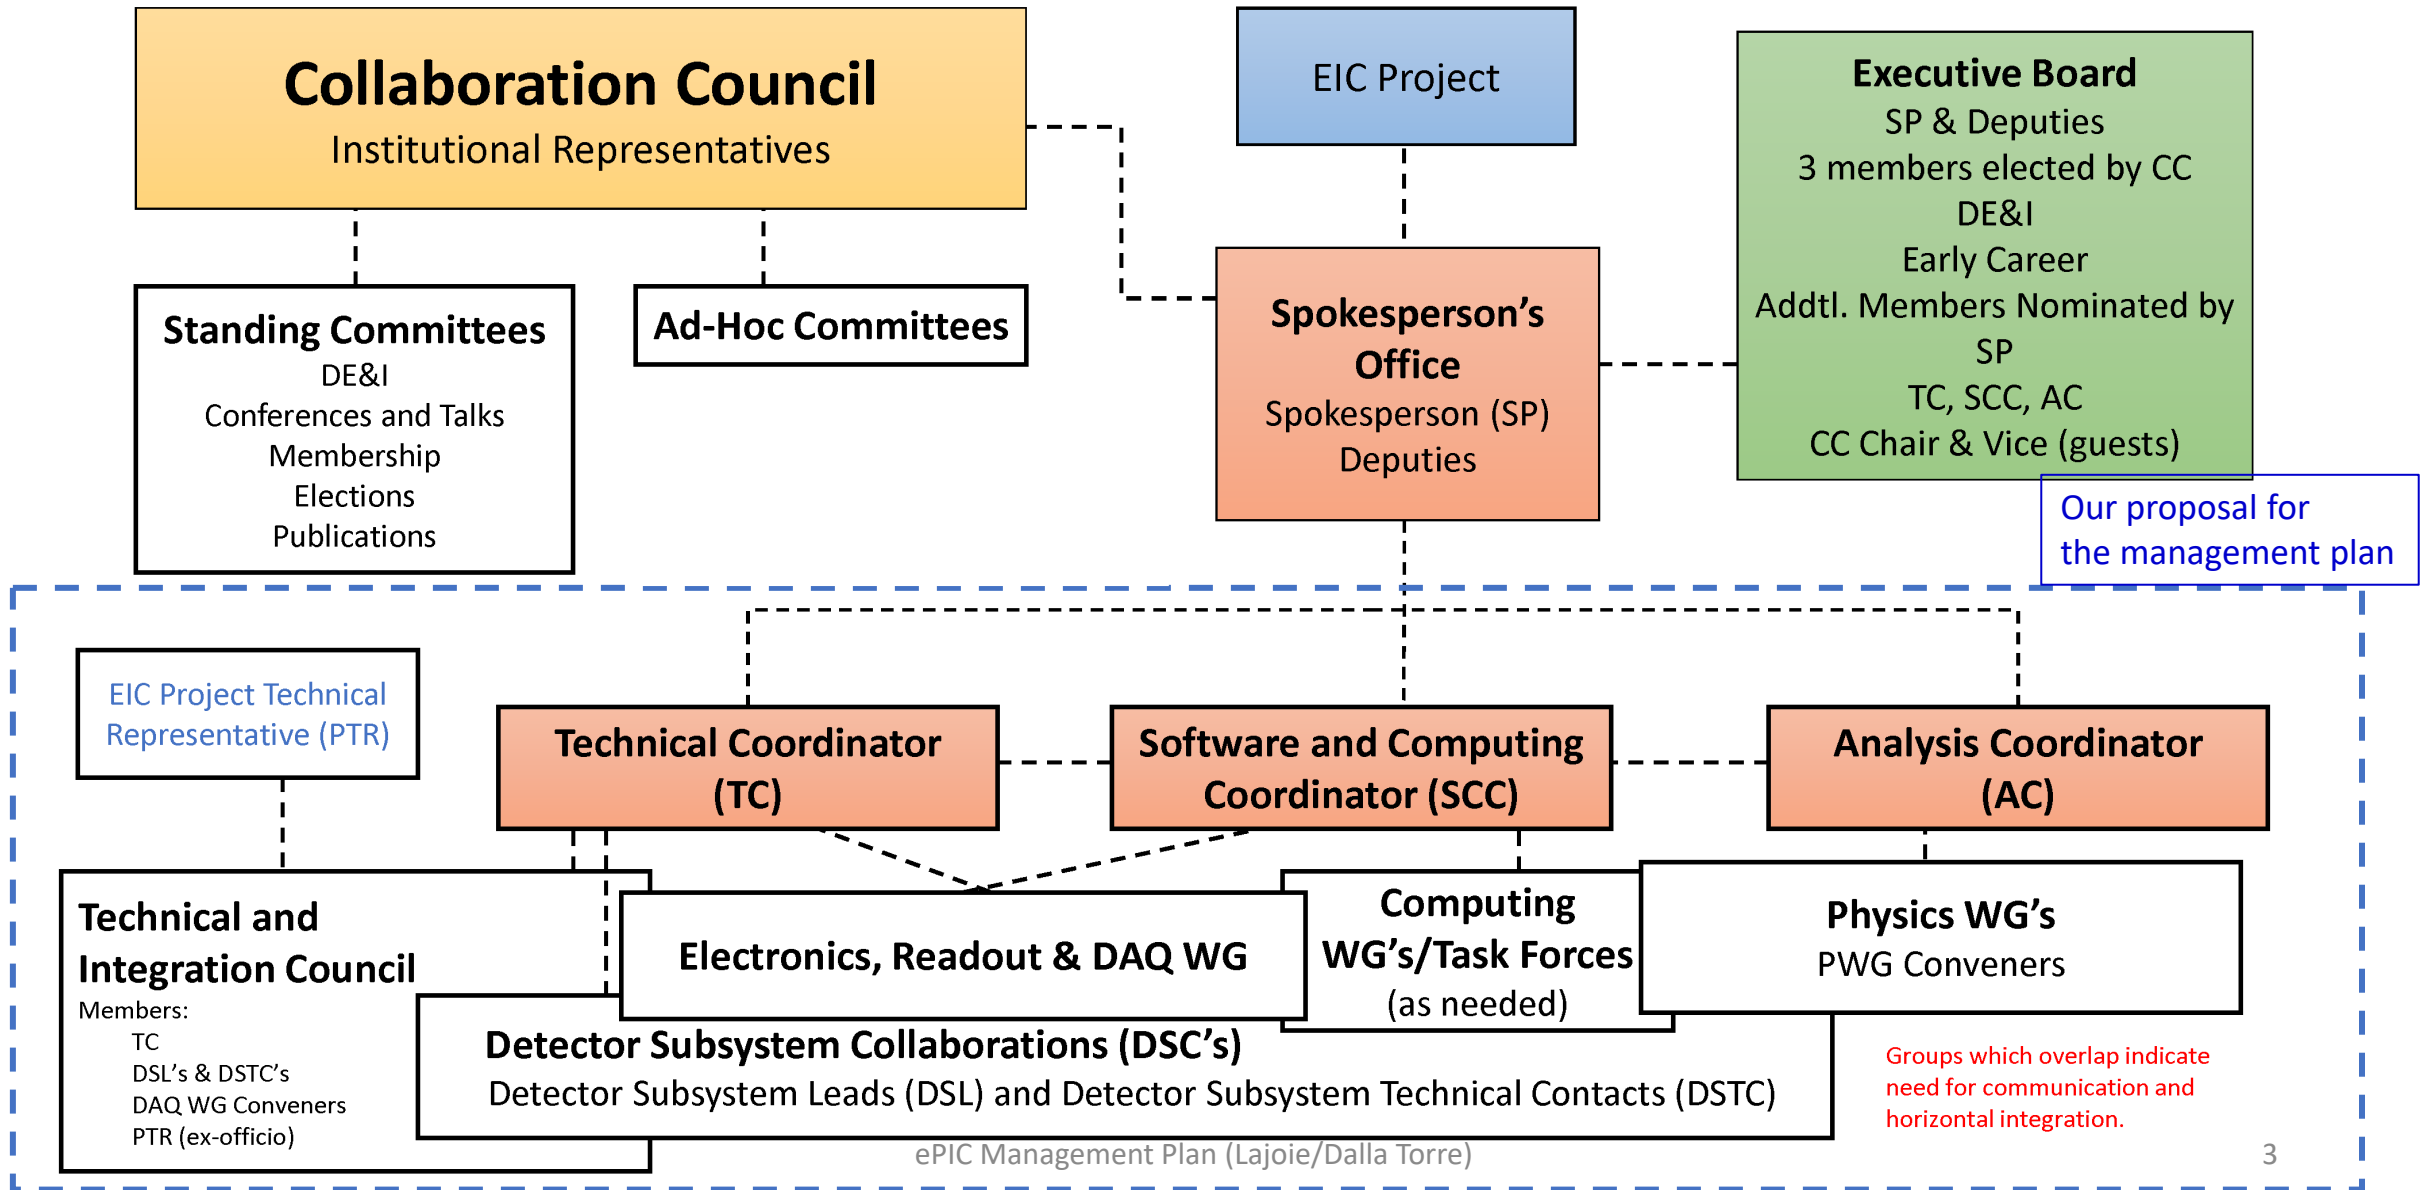 Collaboration Council
Institutional Representatives
EIC Project
Executive Board
SP & Deputies
3 members elected by CC
DE&I
Early Career
Addtl. Members Nominated by
SP
TC, SCC, AC
CC Chair & Vice (guests)
Standing Committees
DE&I
Conferences and Talks
Membership
Elections
Publications
Ad-Hoc Committees
Spokesperson’s
Office
Spokesperson (SP)
Deputies
Our proposal for
the management plan
EIC Project Technical
Representative (PTR)
Technical Coordinator
(TC)
Software and Computing
Coordinator (SCC)
Analysis Coordinator
(AC)
Technical and
Integration Council
Members:
TC
DSL’s & DSTC’s
DAQ WG Conveners
PTR (ex-officio)
Electronics, Readout & DAQ WG
Computing
WG’s/Task Forces
(as needed)
Physics WG’s
PWG Conveners
Detector Subsystem Collaborations (DSC’s)
Detector Subsystem Leads (DSL) and Detector Subsystem Technical Contacts (DSTC)
Groups which overlap indicate
need for communication and
horizontal integration.
ePIC Management Plan (Lajoie/Dalla Torre)
3